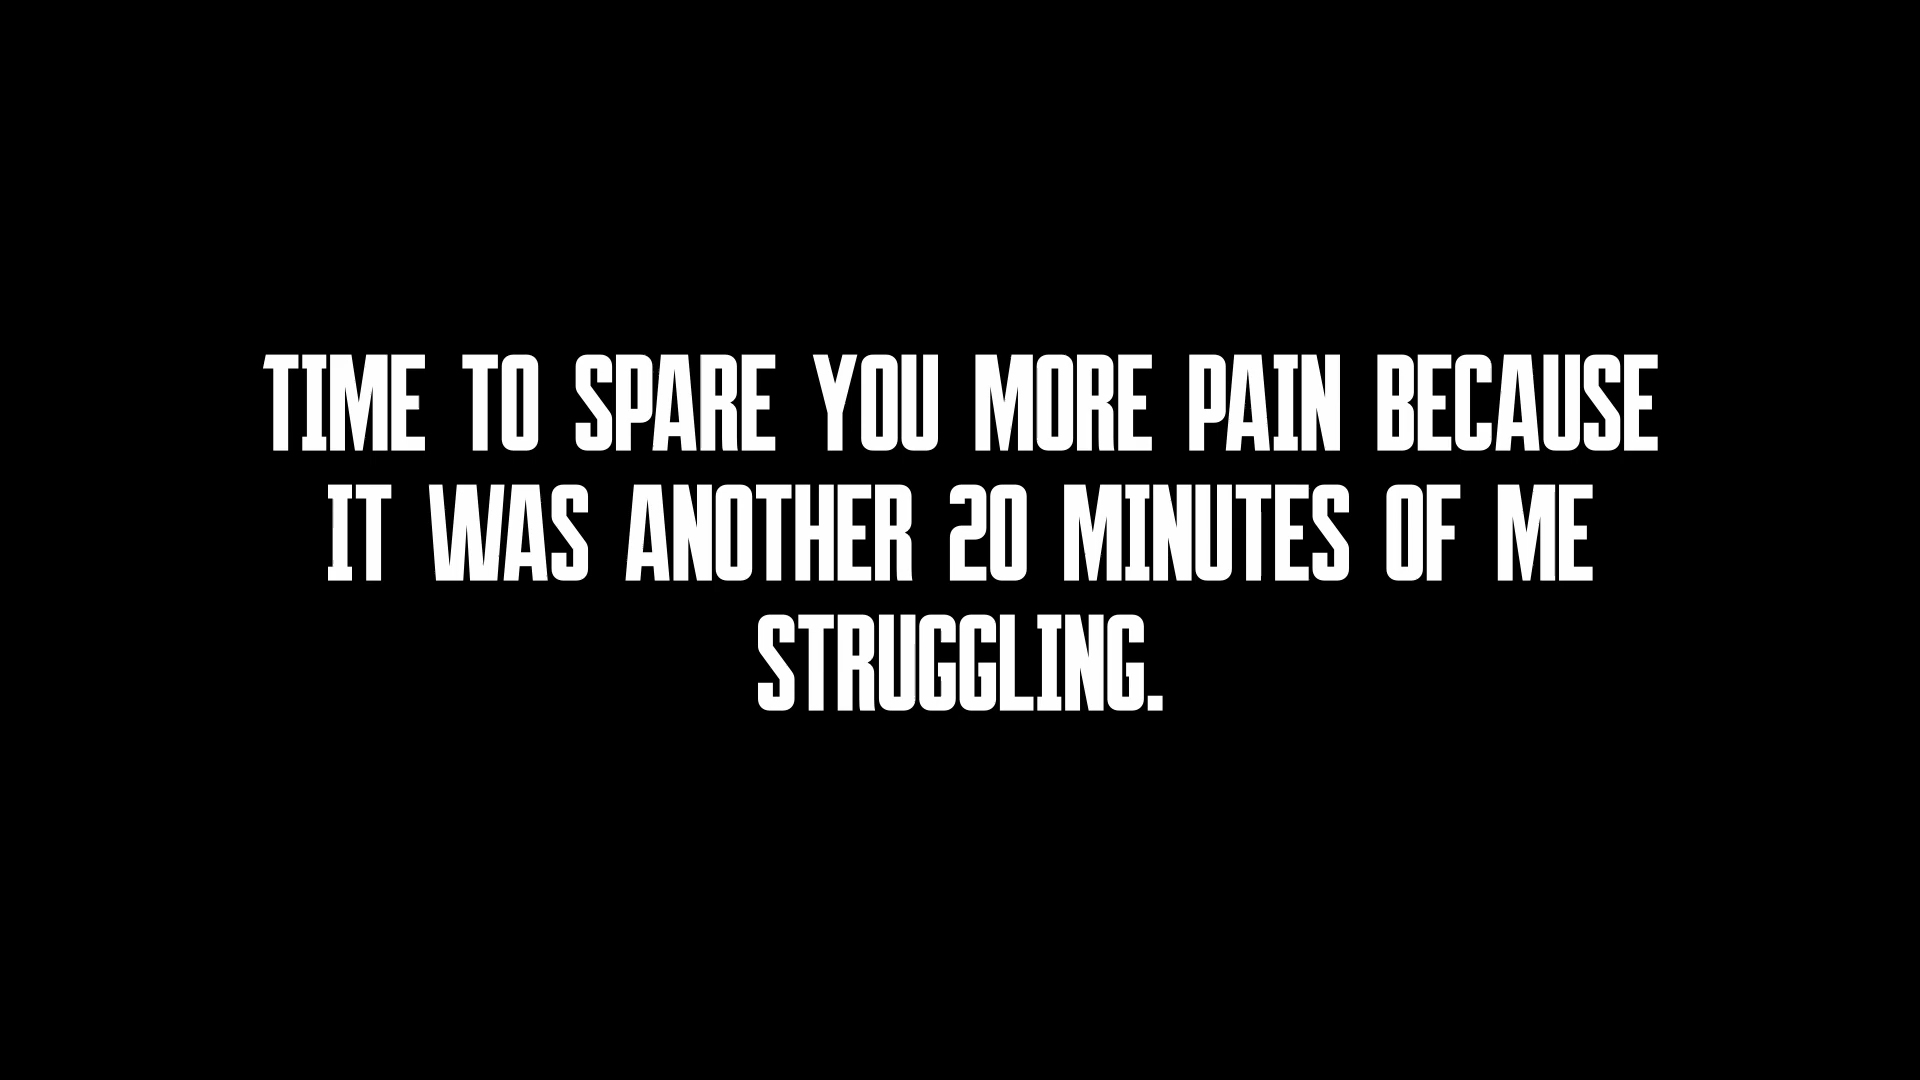 TIME TO SPARE YOU MORE PAIN BECAUSE
IT WAS ANOTHER 20 MINUTES OF ME
STRUGGLING.